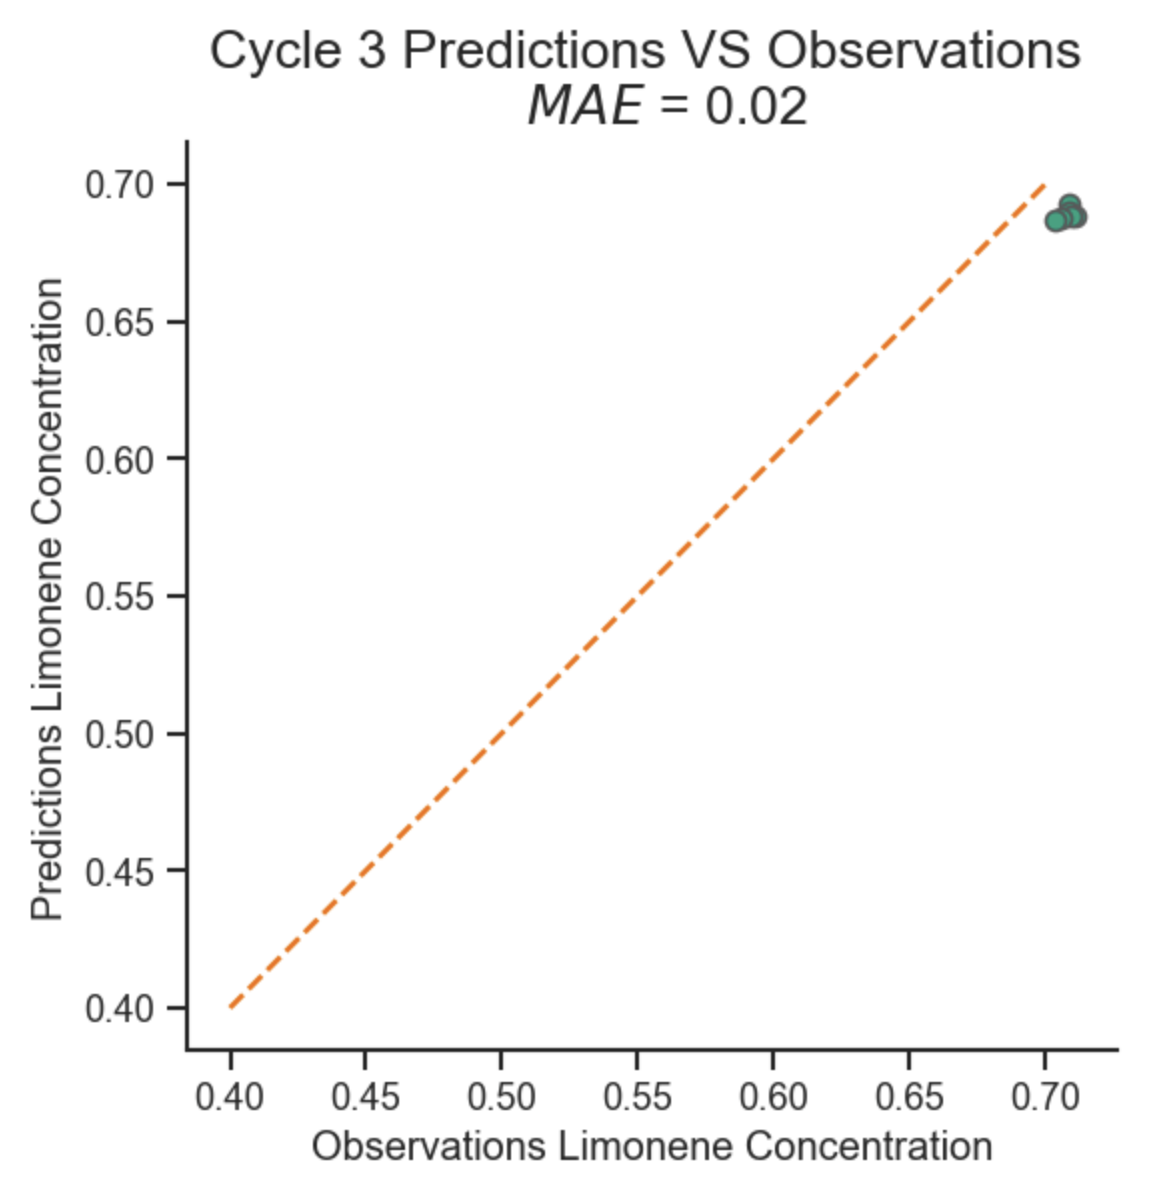 Cycle 3 Predictions VS Observations
MAE = 0.02
0.70
0.65
0.60
0.55
0.50
0.45
0.40
Predictions Limonene Concentration
0.40 0.45 0.50 0.55 0.60 0.65 0.70
Observations Limonene Concentration